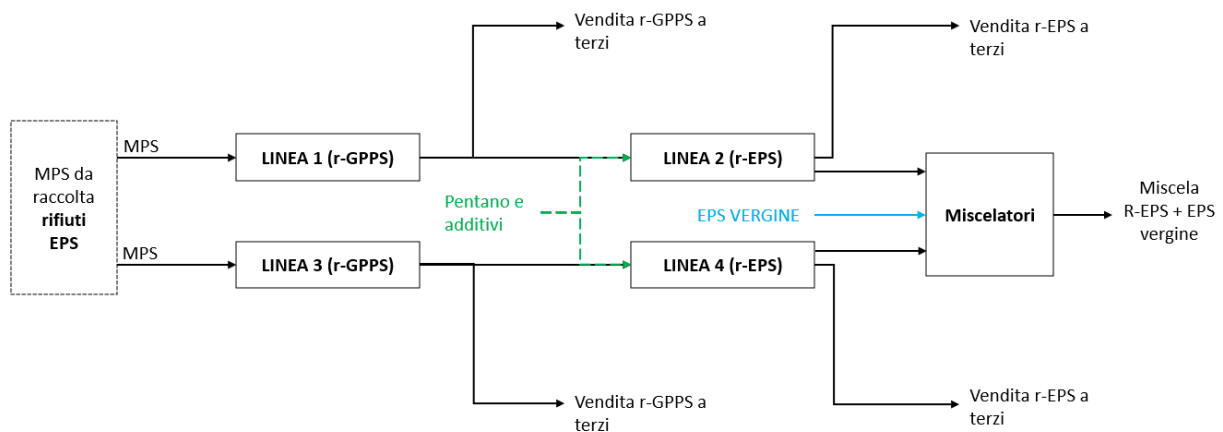 Vendita r-GPPS a
terzi
Vendita r-EPS a
terzi
MPS da
raccolta
rifiuti
EPS
MPS
LINEA 1 (r-GPPS)
LINEA 2 (r-EPS)
Pentano e
additivi
EPS VERGINE
Miscelatori
Miscela
R-EPS + EPS
vergine
MPS
LINEA 3 (r-GPPS)
LINEA 4 (r-EPS)
Vendita r-GPPS a
terzi
Vendita r-EPS a
terzi